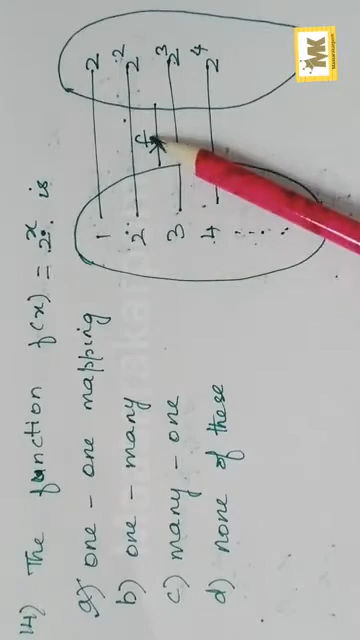 14) The function f(x) = 2^x. is
a) one - one mapping
b) one - many
c) many - one
d) none of these
f
1 2
2 2^2
3 2^3
4 2^4
MK